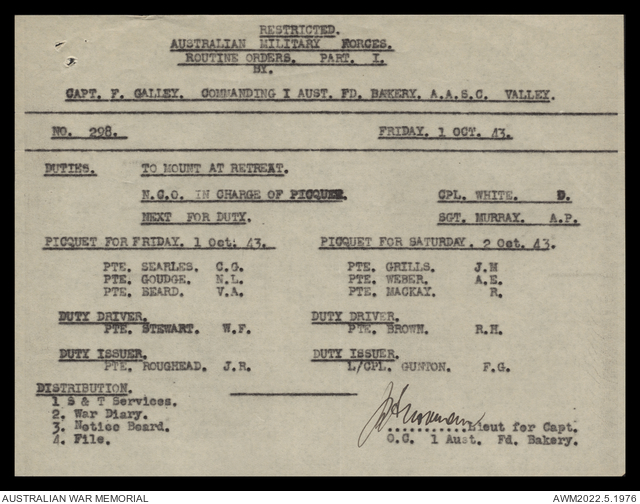 RESTRICTED.
AUSTRALIAN MILITARY FORCES.
ROUTINE ORDERS. PART. I.
BY.
CAPT. F. GALLEY. COMMANDING I AUST. FD. BAKERY. A.A.S.C. VALLEY.
NO. 298. FRIDAY. 1 OCT. 43.
DUTIES. TO MOUNT AT RETREAT.
N.C.O. IN CHARGE OF PICQUET. CPL. WHITE. D.
NEXT FOR DUTY. SGT. MURRAY. A.P.
PICQUET FOR FRIDAY. 1 Oct: 43. PICQUET FOR SATURDAY. 2 Oct. 43.
PTE. SEARLES. C.G. PTE. GRILLS. J.M
PTE. GOUDGE. N.L. PTE. WEBER. A.E.
PTE. BEARD. V.A. PTE. MACKAY. R.
DUTY DRIVER. DUTY DRIVER.
PTE. STEWART. W.F. PTE. BROWN. R.H.
DUTY ISSUER. DUTY ISSUER.
PTE. ROUGHEAD. J.R. L/CPL. GUNTON. F.G.
DISTRIBUTION.
1 S & T Services.
2. War Diary.
3. Notice Board. ..........Lieut for Capt.
4. File. O.C. 1 Aust. Fd. Bakery.
AUSTRALIAN WAR MEMORIAL AWM2022.5.1976